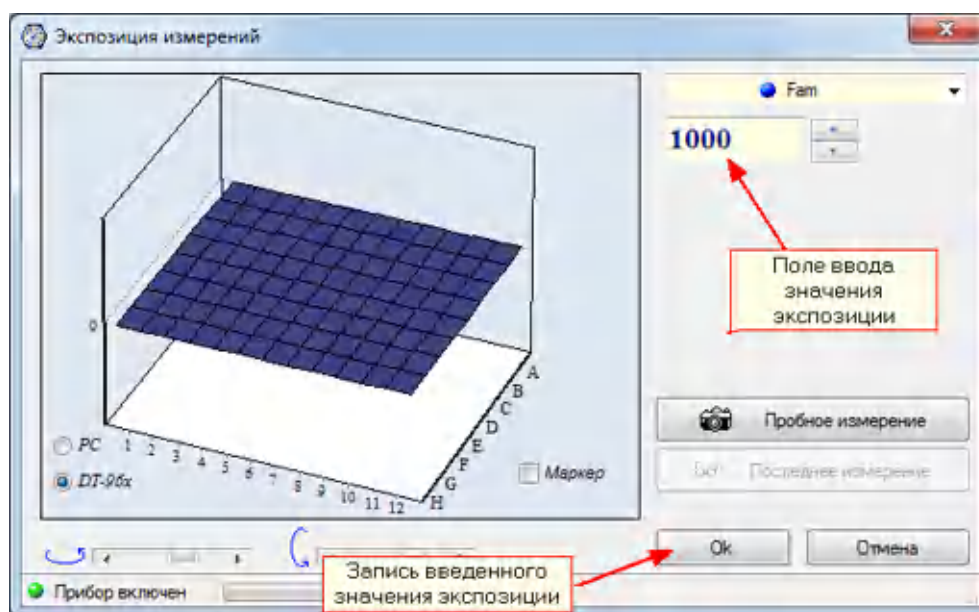 Экспозиция измерений
Fam
1000
Поле ввода
значения
экспозиции
0
A
B
C
D
E
F
G
H
1 2 3 4 5 6 7 8 9 10 11 12
PC
DT-96x
Маркер
Пробное измерение
Последнее измерение
Ok
Отмена
Запись введенного
значения экспозиции
Прибор включен